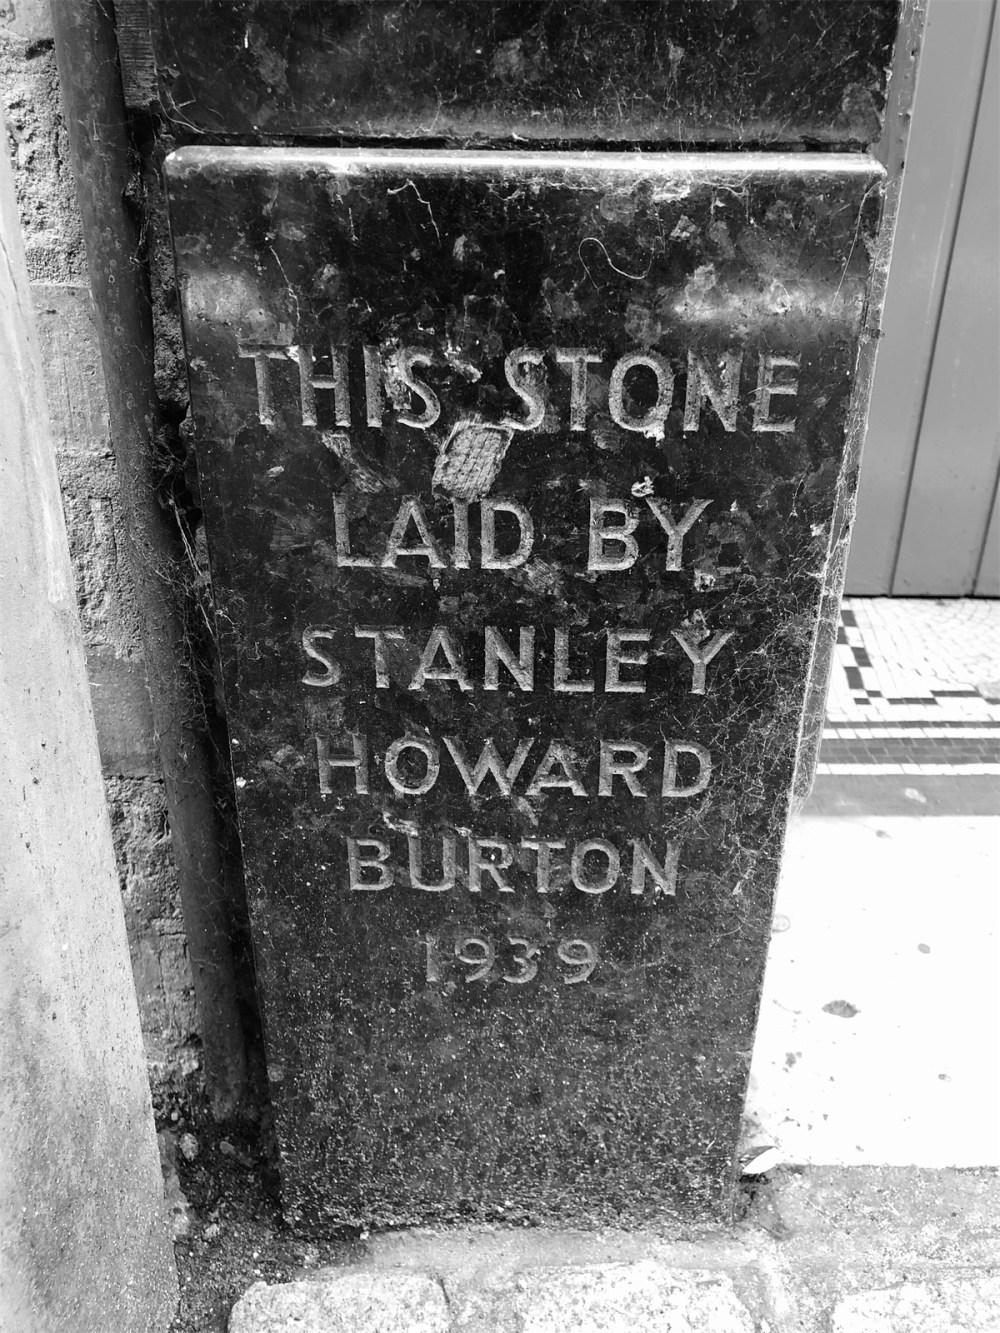 THIS STONE
LAID BY
STANLEY
HOWARD
BURTON
1939